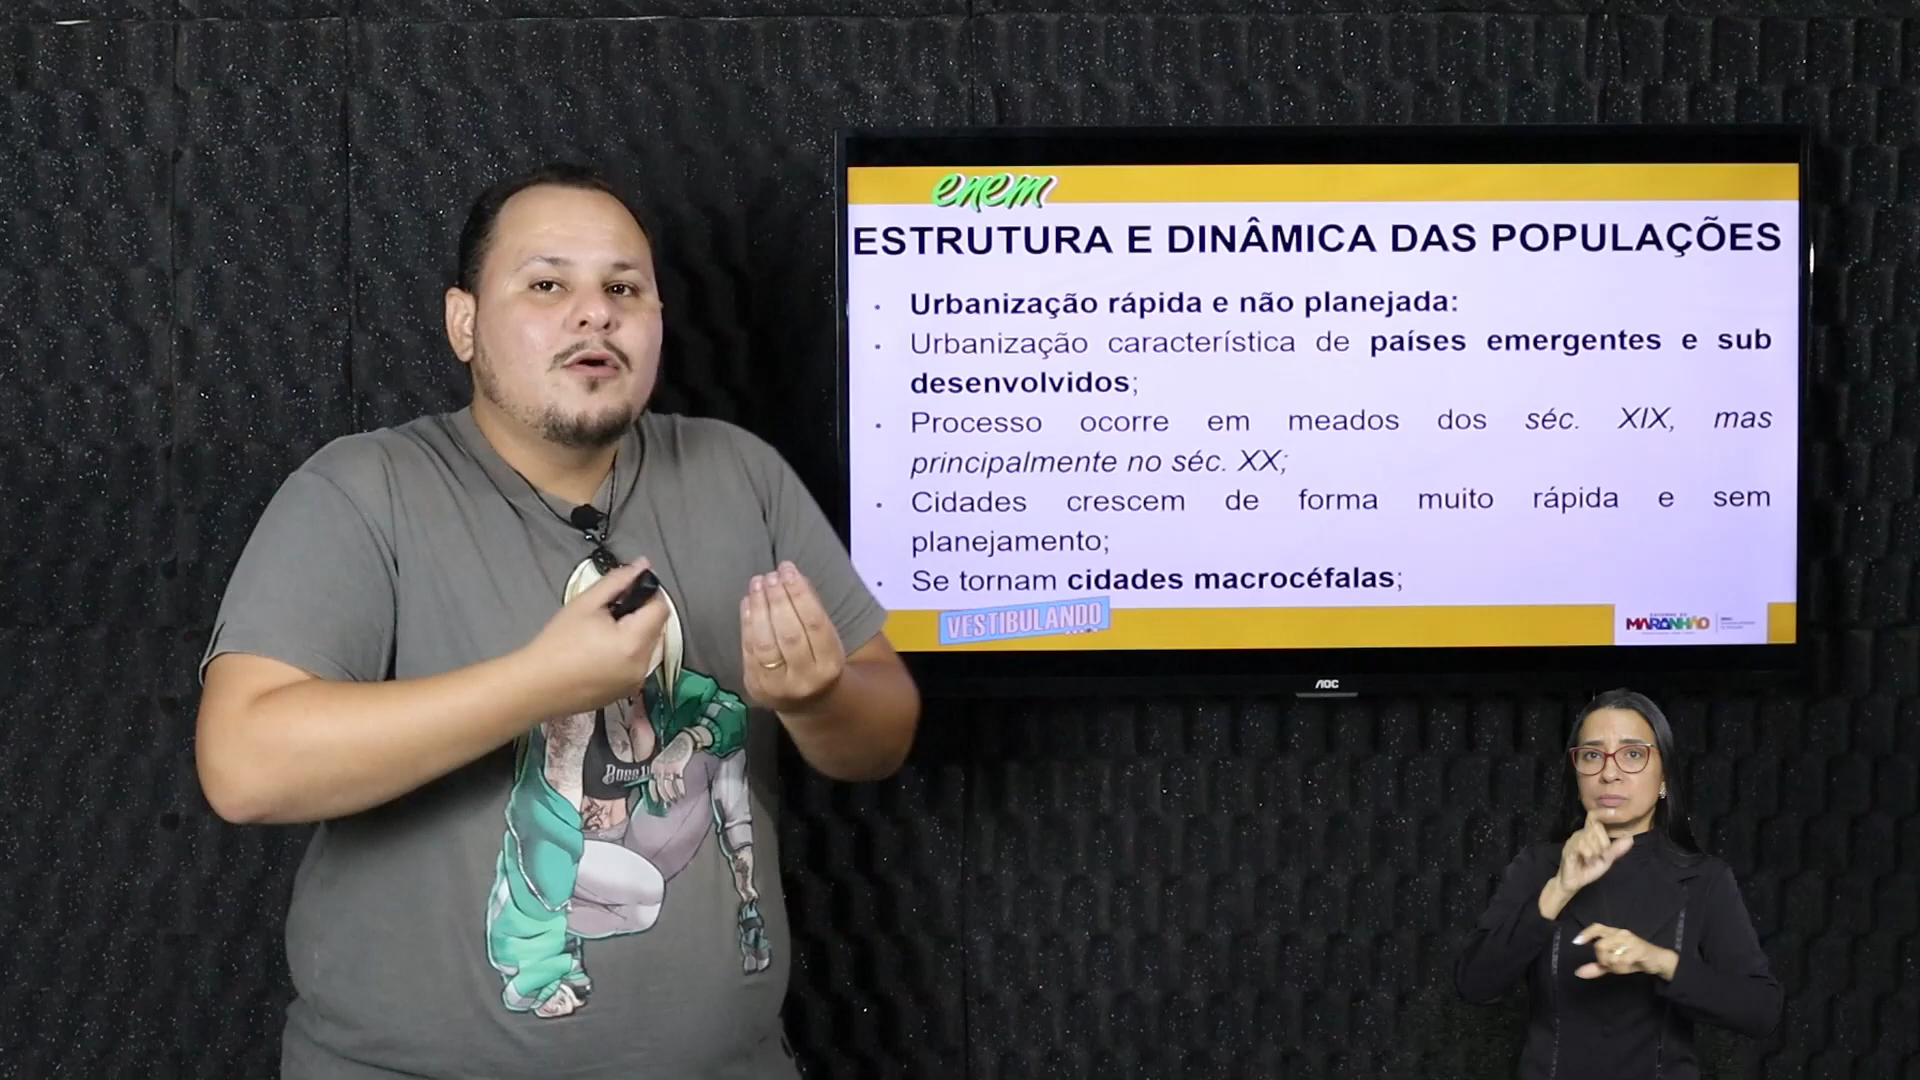 enem
ESTRUTURA E DINÂMICA DAS POPULAÇÕES
Urbanização rápida e não planejada:
Urbanização característica de países emergentes e sub
desenvolvidos;
Processo ocorre em meados dos séc. XIX, mas
principalmente no séc. XX;
Cidades crescem de forma muito rápida e sem
planejamento;
Se tornam cidades macrocéfalas;
VESTIBULANDO
GOVERNO DO
MARANHÃO
AOC